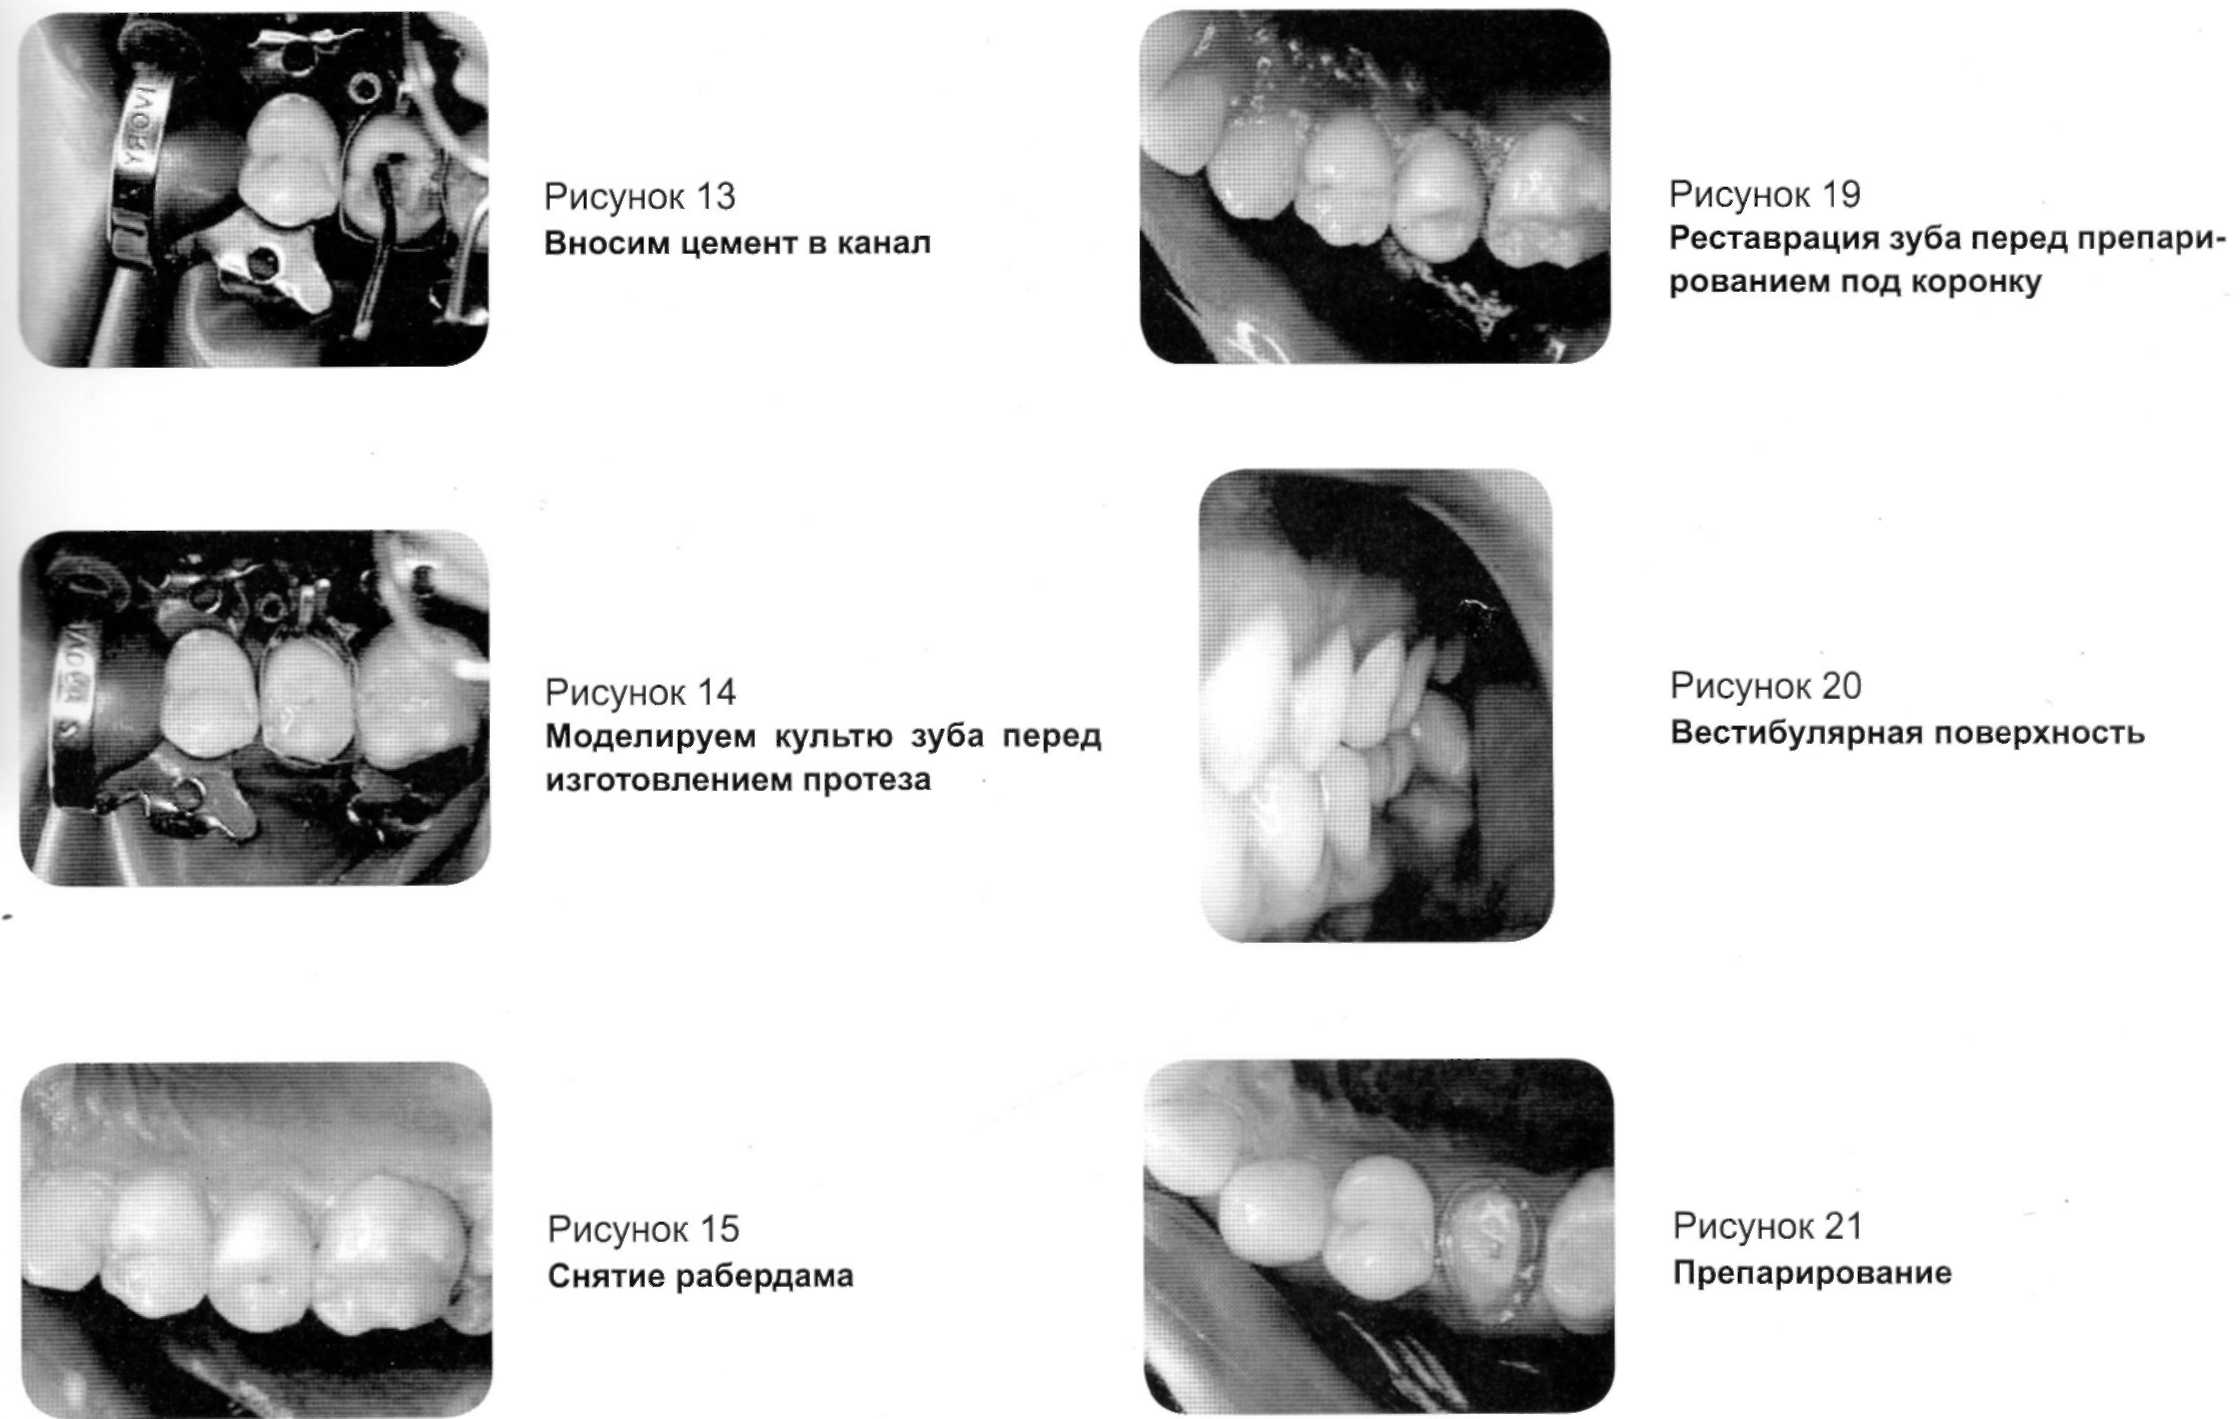 IVORY
Рисунок 13
Вносим цемент в канал
Рисунок 14
Моделируем культю зуба перед
изготовлением протеза
Рисунок 15
Снятие рабердама
Рисунок 19
Реставрация зуба перед препари-
рованием под коронку
Рисунок 20
Вестибулярная поверхность
Рисунок 21
Препарирование